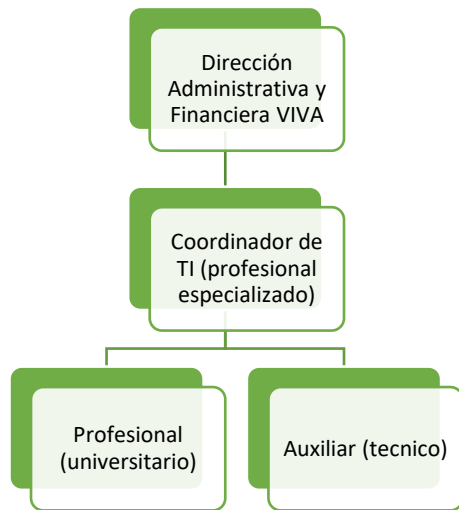 Dirección
Administrativa y
Financiera VIVA
Coordinador de
TI (profesional
especializado)
Profesional
(universitario)
Auxiliar (tecnico)